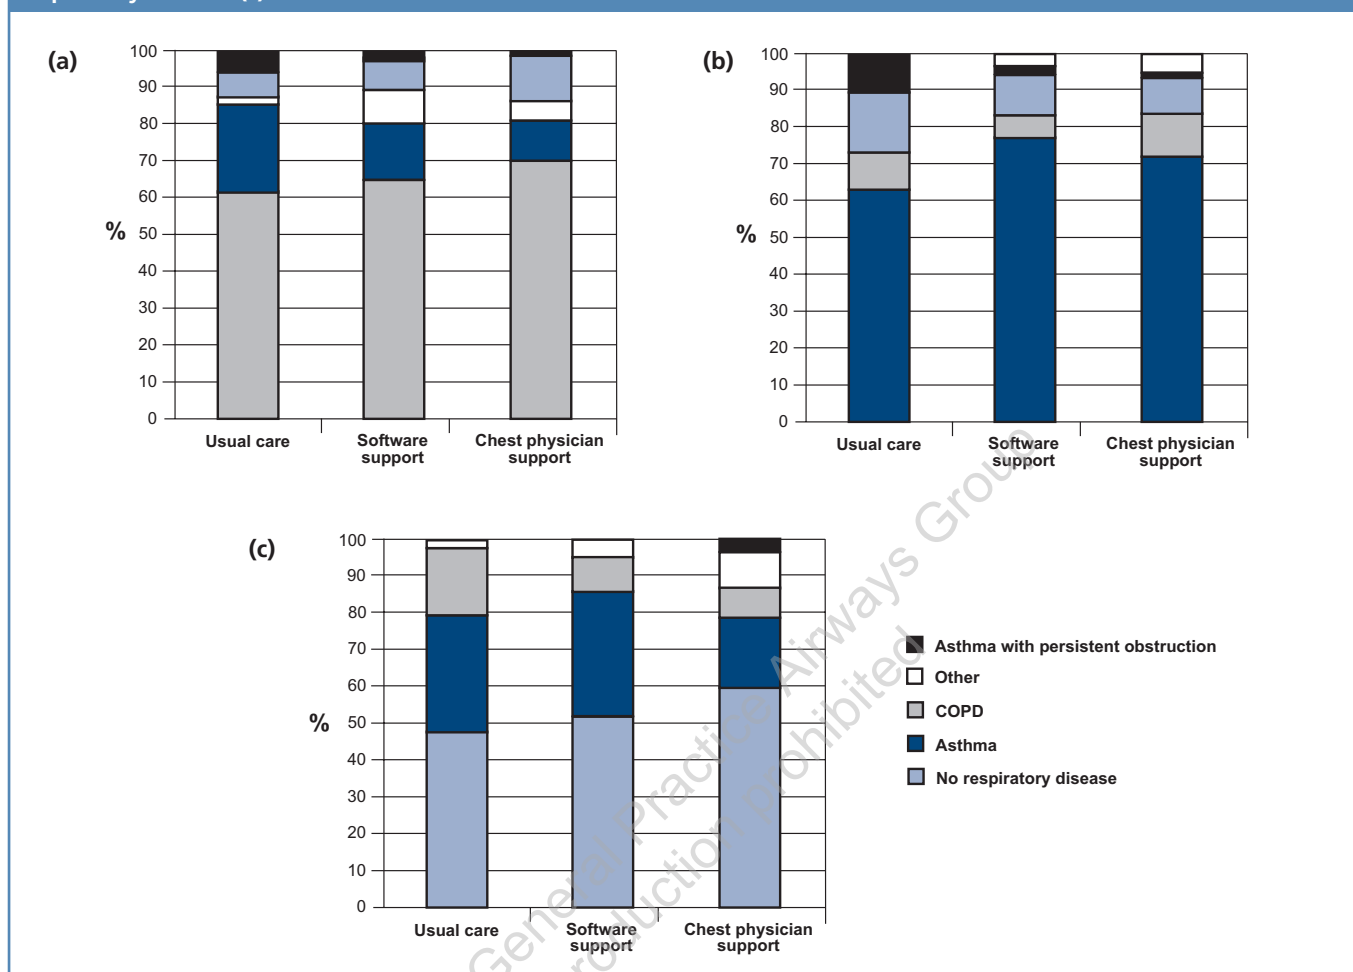 (a)
100
90
80
70
60
%
50
40
30
20
10
0
Usual care
Software
support
Chest physician
support
(b)
100
90
80
70
60
%
50
40
30
20
10
0
Usual care
Software
support
Chest physician
support
(c)
100
90
80
70
60
%
50
40
30
20
10
0
Usual care
Software
support
Chest physician
support
Asthma with persistent obstruction
Other
COPD
Asthma
No respiratory disease
General Practice Airways Group
prohibited